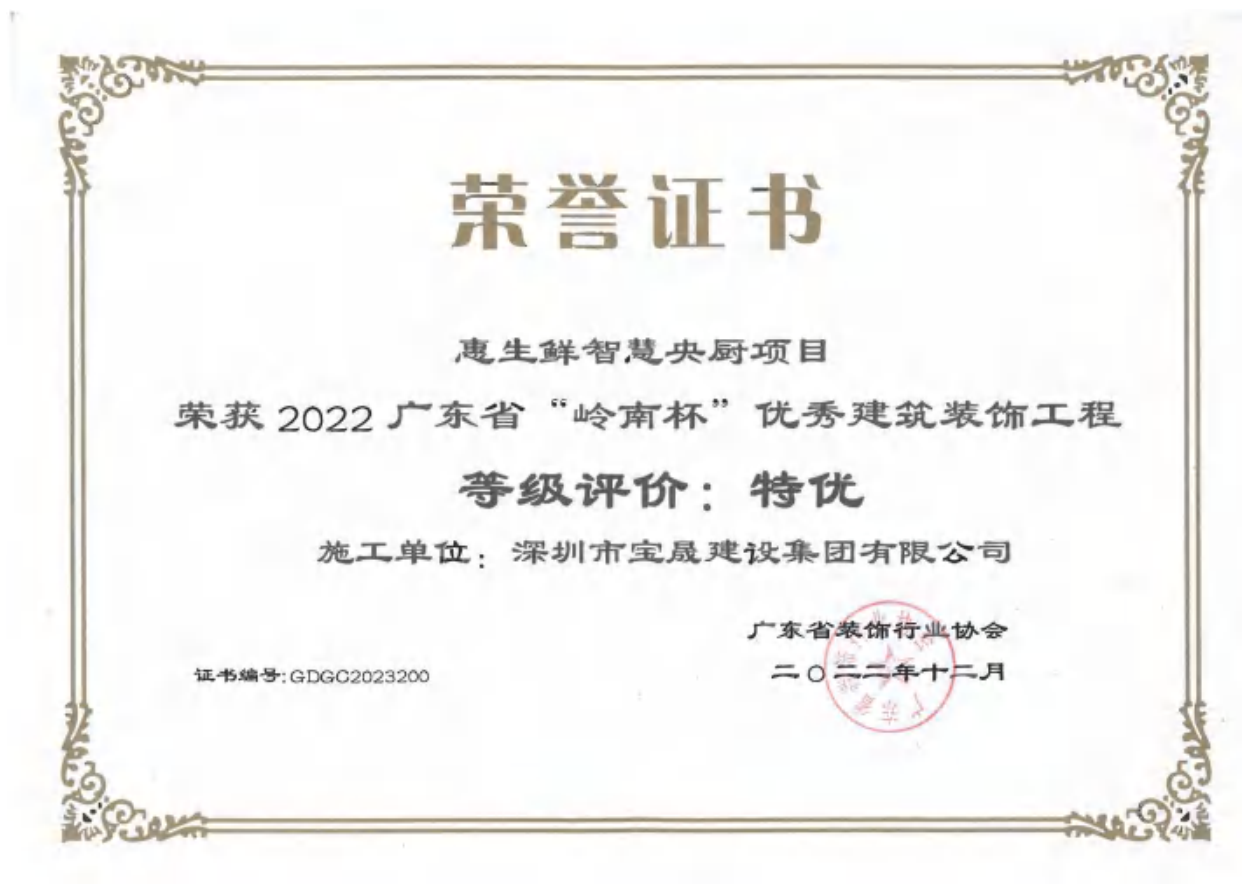 荣誉证书
惠生鲜智慧央厨项目
荣获 2022 广东省“岭南杯”优秀建筑装饰工程
等级评价：特优
施工单位：深圳市宝晟建设集团有限公司
广东省装饰行业协会
证书编号:GDGC2023200
二〇二二年十二月